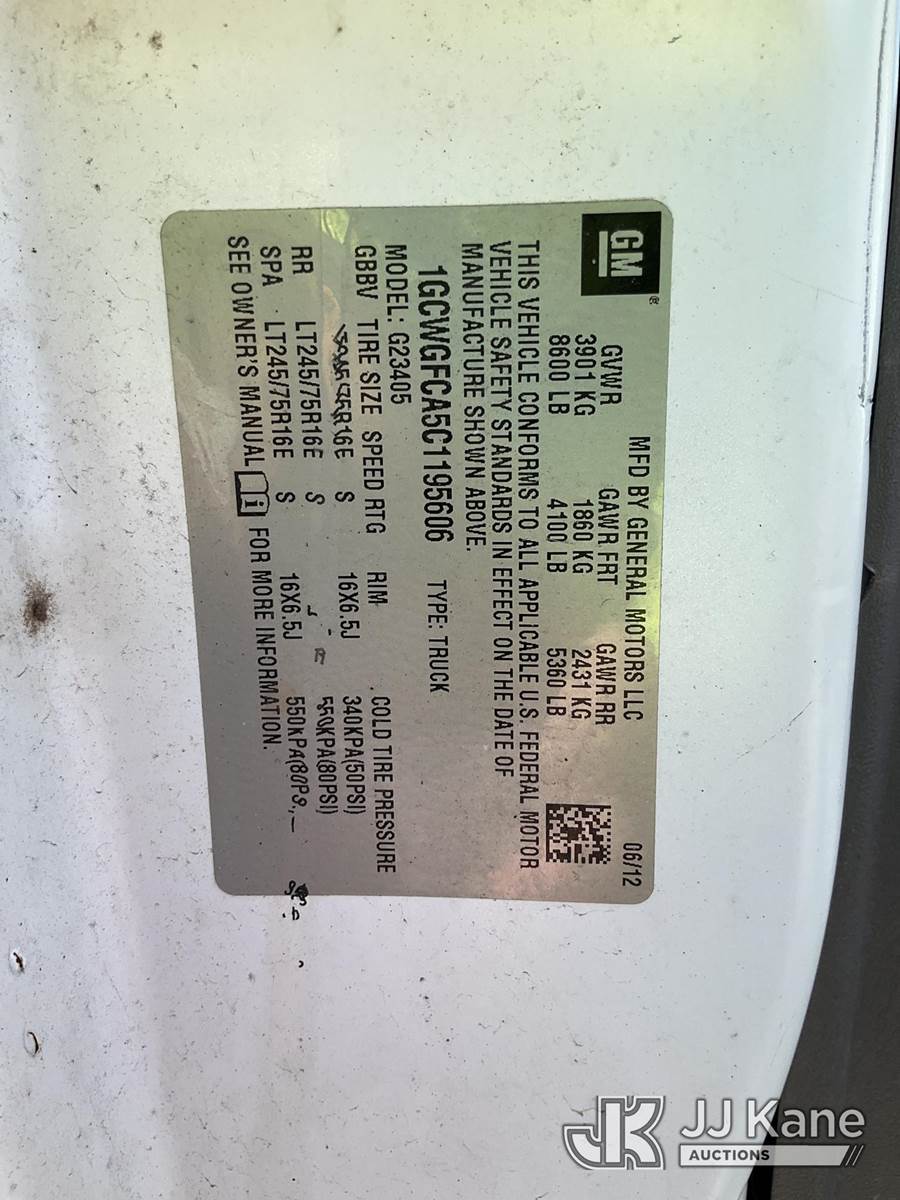 GM ®
MFD BY GENERAL MOTORS LLC 06/12
GVWR GAWR FRT GAWR RR
3901 KG 1860 KG 2431 KG
8600 LB 4100 LB 5360 LB
THIS VEHICLE CONFORMS TO ALL APPLICABLE U.S. FEDERAL MOTOR
VEHICLE SAFETY STANDARDS IN EFFECT ON THE DATE OF
MANUFACTURE SHOWN ABOVE.
1GCWGFCA5C1195606 TYPE: TRUCK
MODEL: G23405
GBBV TIRE SIZE SPEED RTG RIM COLD TIRE PRESSURE
S 16X6.5J 340KPA(50PSI)
RR LT245/75R16E S 550KPA(80PSI)
SPA LT245/75R16E S 16X6.5J
SEE OWNER'S MANUAL FOR MORE INFORMATION.
JK JJ Kane
AUCTIONS